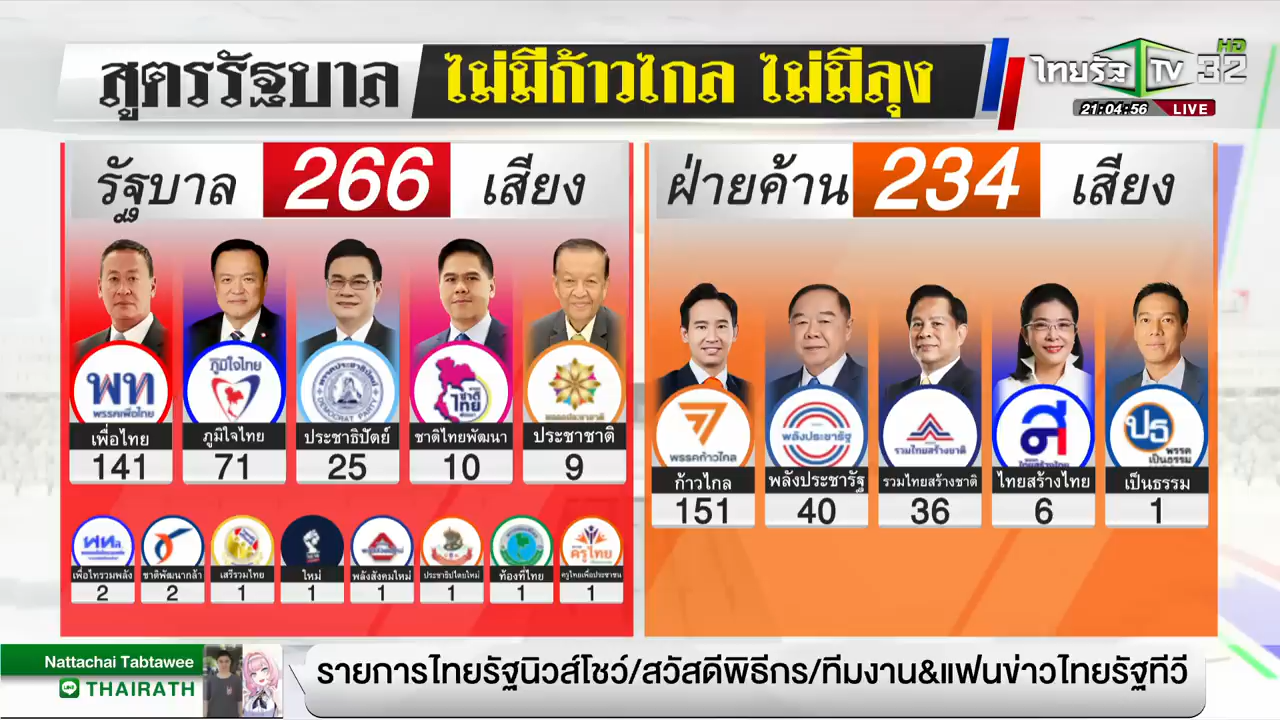 สูตรรัฐบาล ไม่มีก้าวไกล ไม่มีลุง
ไทยรัฐ TV 32 HD
21:04:56 LIVE
รัฐบาล 266 เสียง
ฝ่ายค้าน 234 เสียง
พท
พรรคเพื่อไทย
ภูมิใจไทย
ชาติ
ไทย
พัฒนา
เพื่อไทย
141
ภูมิใจไทย
71
ประชาธิปัตย์
25
ชาติไทยพัฒนา
10
ประชาชาติ
9
พรรคก้าวไกล
พลังประชารัฐ
รวมไทยสร้างชาติ
ไทยสร้างไทย
ปธ
พรรค
เป็นธรรม
ก้าวไกล
151
พลังประชารัฐ
40
รวมไทยสร้างชาติ
36
ไทยสร้างไทย
6
เป็นธรรม
1
เพื่อไทรวมพลัง
2
ชาติพัฒนากล้า
2
เสรีรวมไทย
1
ใหม่
1
พลังสังคมใหม่
1
ประชาธิปไตยใหม่
1
ท้องที่ไทย
1
ครูไทย
ครูไทยเพื่อประชาชน
1
Nattachai Tabtawee
LINE THAIRATH
รายการไทยรัฐนิวส์โชว์/สวัสดีพิธีกร/ทีมงาน&แฟนข่าวไทยรัฐทีวี